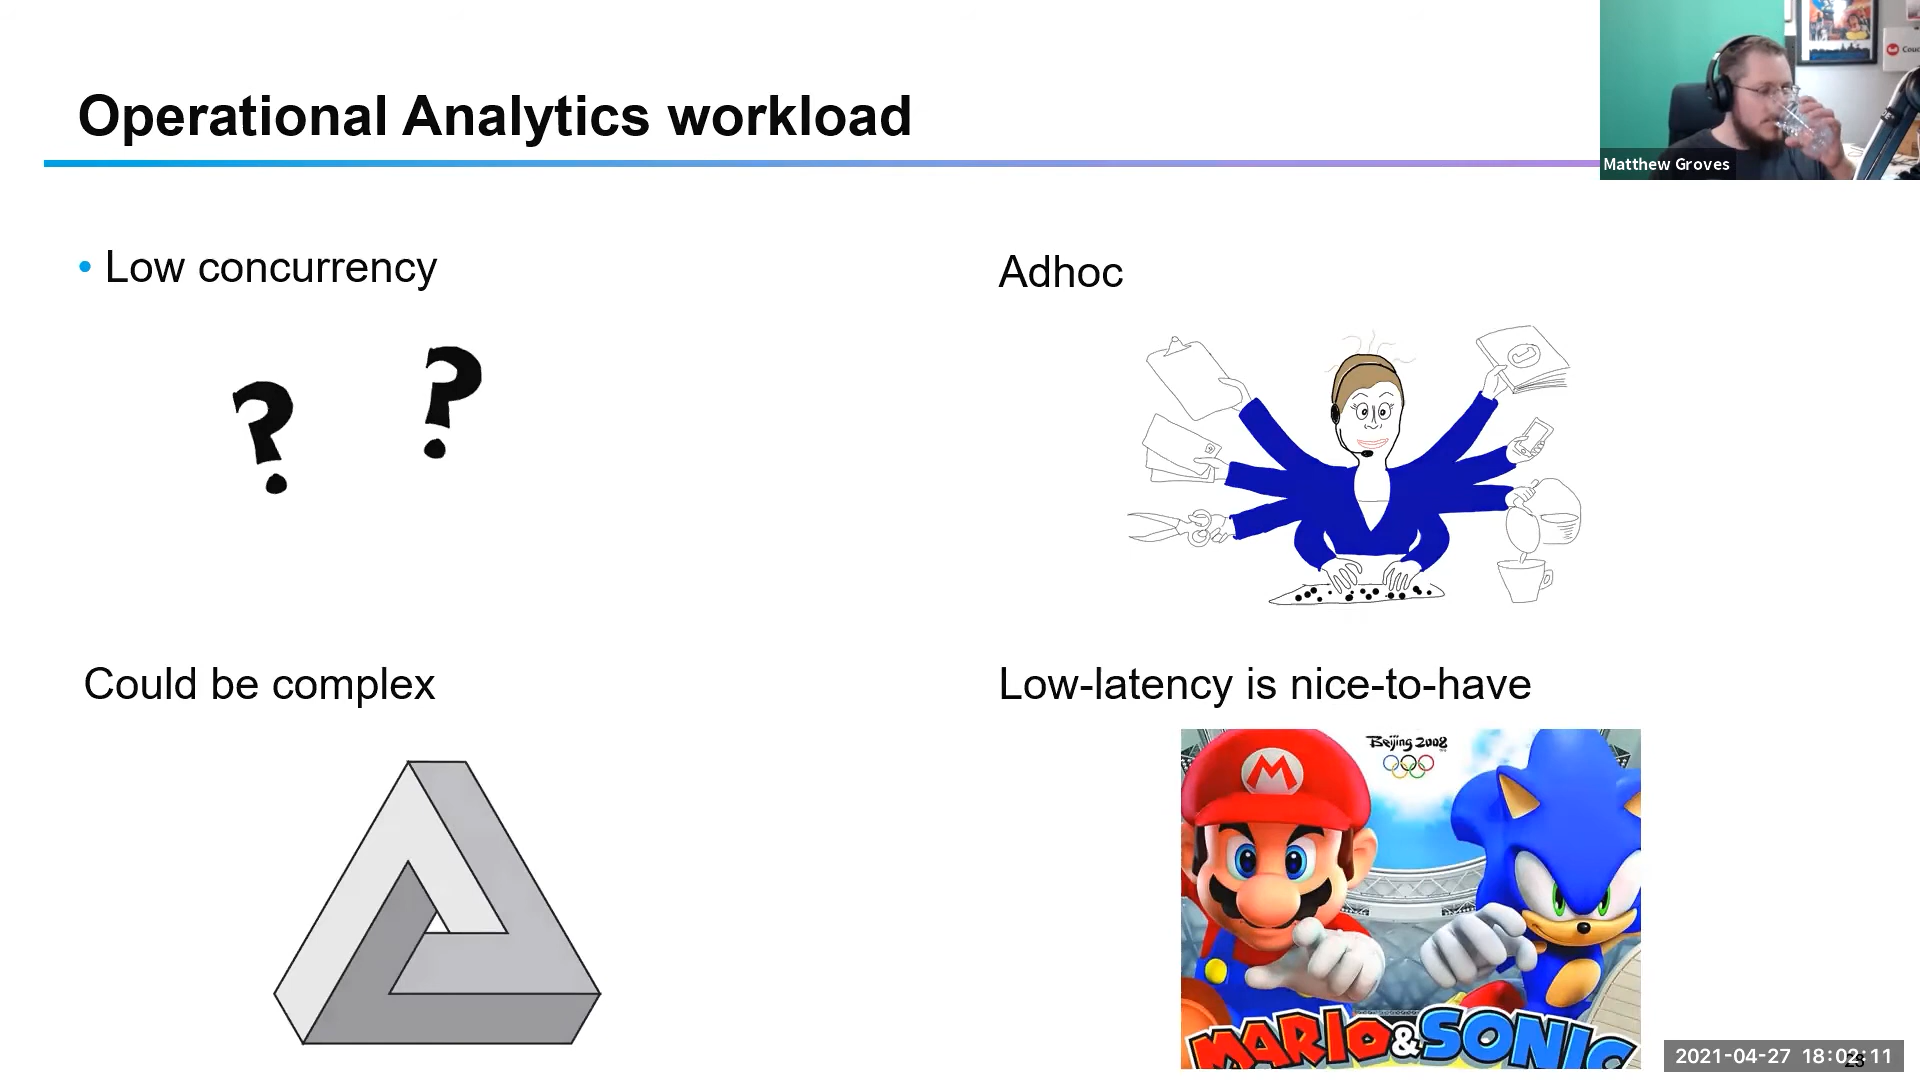 Operational Analytics workload
Matthew Groves
• Low concurrency
Adhoc
Could be complex
Low-latency is nice-to-have
Beijing 2008
M
MARIO & SONIC
2021-04-27 18:02:11